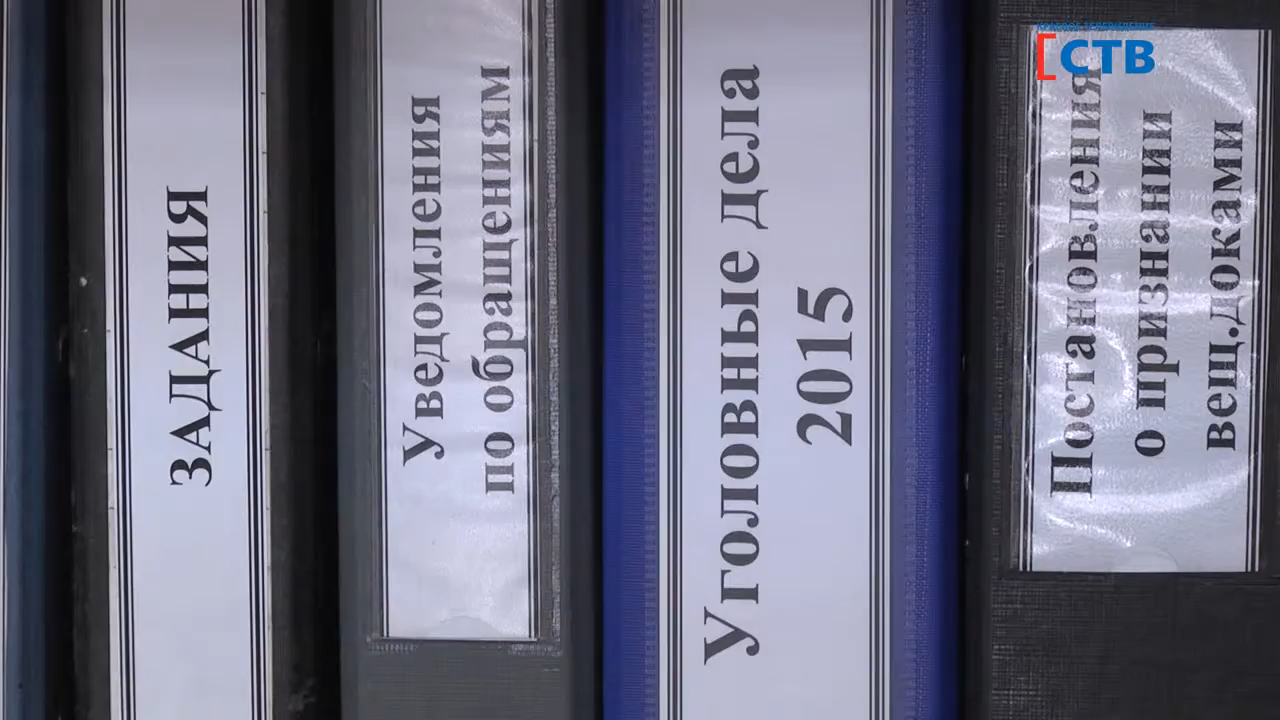 ЗАДАНИЯ
Уведомления
по обращениям
Уголовные дела
2015
Постановления
о признании
вещ.доками
СТВ